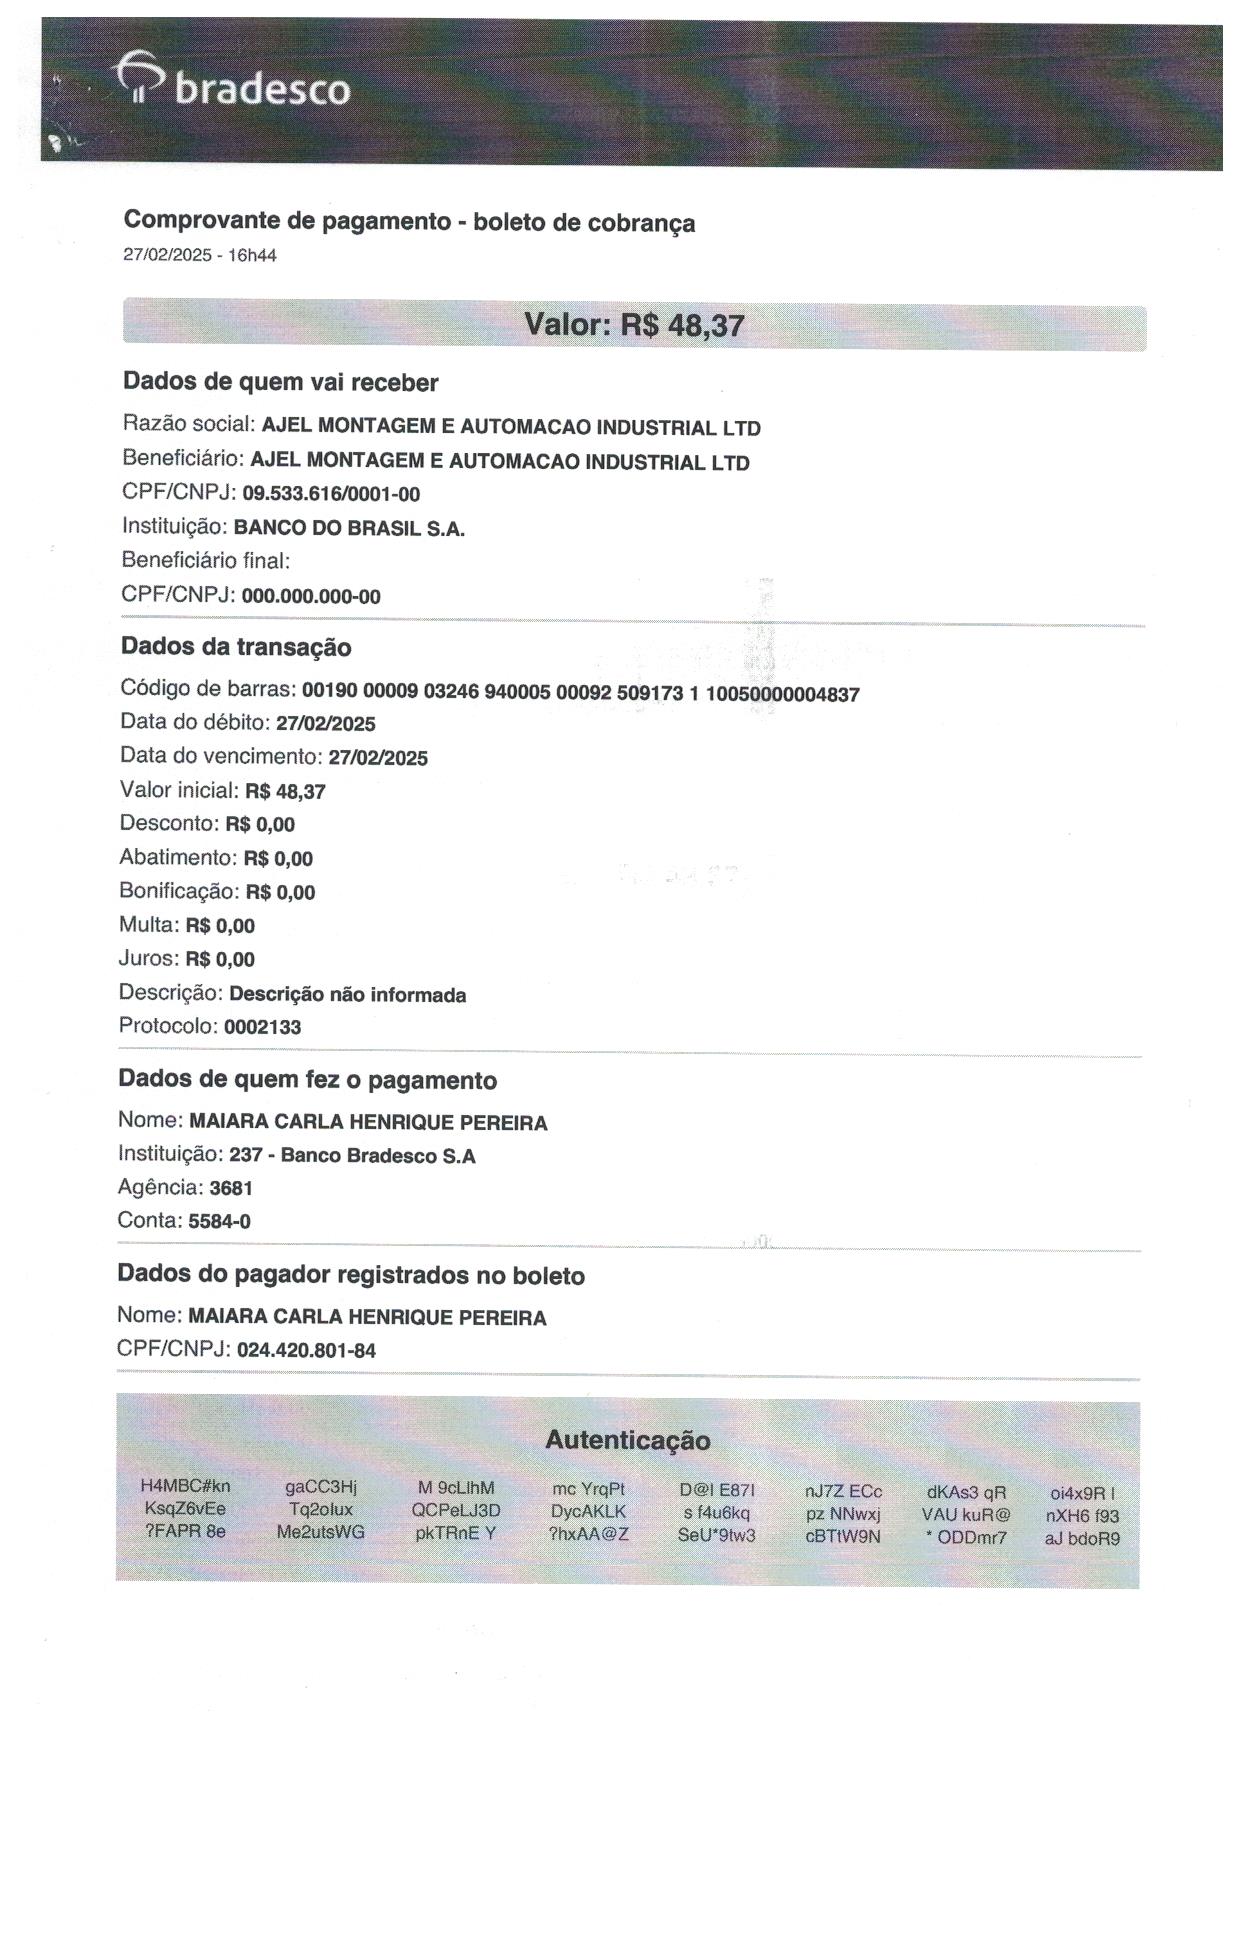 bradesco
Comprovante de pagamento - boleto de cobrança
27/02/2025 - 16h44
Valor: R$ 48,37
Dados de quem vai receber
Razão social: AJEL MONTAGEM E AUTOMACAO INDUSTRIAL LTD
Beneficiário: AJEL MONTAGEM E AUTOMACAO INDUSTRIAL LTD
CPF/CNPJ: 09.533.616/0001-00
Instituição: BANCO DO BRASIL S.A.
Beneficiário final:
CPF/CNPJ: 000.000.000-00
Dados da transação
Código de barras: 00190 00009 03246 940005 00092 509173 1 10050000004837
Data do débito: 27/02/2025
Data do vencimento: 27/02/2025
Valor inicial: R$ 48,37
Desconto: R$ 0,00
Abatimento: R$ 0,00
Bonificação: R$ 0,00
Multa: R$ 0,00
Juros: R$ 0,00
Descrição: Descrição não informada
Protocolo: 0002133
Dados de quem fez o pagamento
Nome: MAIARA CARLA HENRIQUE PEREIRA
Instituição: 237 - Banco Bradesco S.A
Agência: 3681
Conta: 5584-0
Dados do pagador registrados no boleto
Nome: MAIARA CARLA HENRIQUE PEREIRA
CPF/CNPJ: 024.420.801-84
Autenticação
H4MBC#kn gaCC3Hj M 9cLlhM mc YrqPt D@l E87l nJ7Z ECc dKAs3 qR oi4x9R l
KsqZ6vEe Tq2olux QCPeLJ3D DycAKLK s f4u6kq pz NNwxj VAU kuR@ nXH6 f93
?FAPR 8e Me2utsWG pkTRnE Y ?hxAA@Z SeU*9tw3 cBTtW9N * ODDmr7 aJ bdoR9